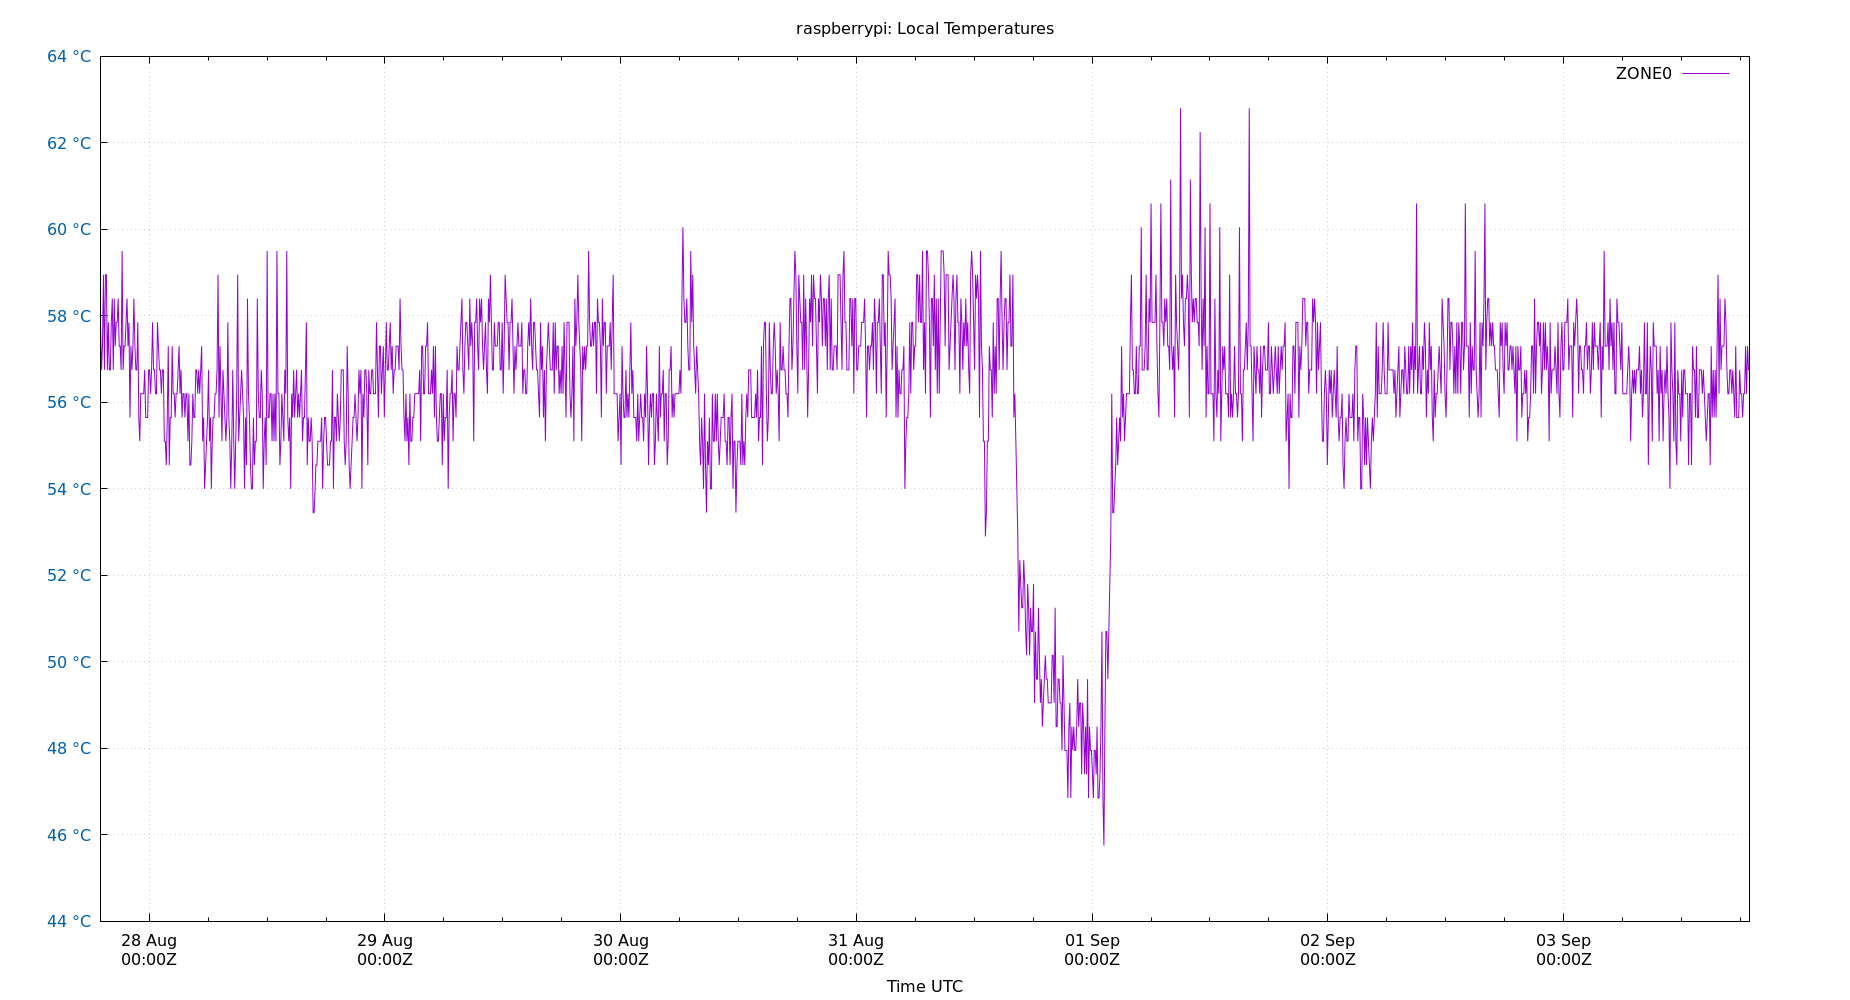 raspberrypi: Local Temperatures
64 °C
ZONE0
62 °C
60 °C
58 °C
56 °C
54 °C
52 °C
50 °C
48 °C
46 °C
44 °C
28 Aug 29 Aug 30 Aug 31 Aug 01 Sep 02 Sep 03 Sep
00:00Z 00:00Z 00:00Z 00:00Z 00:00Z 00:00Z 00:00Z
Time UTC